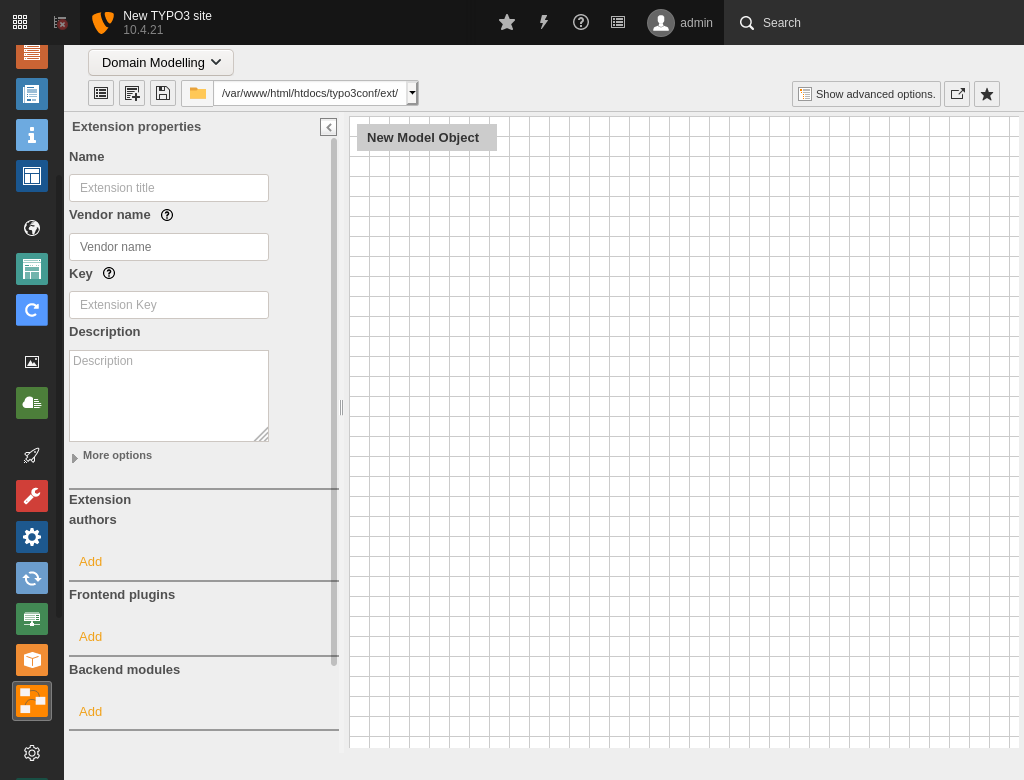 New TYPO3 site
10.4.21
admin
Search
Domain Modelling
/var/www/html/htdocs/typo3conf/ext/
Show advanced options.
Extension properties
Name
Extension title
Vendor name
Vendor name
Key
Extension Key
Description
Description
More options
Extension
authors
Add
Frontend plugins
Add
Backend modules
Add
New Model Object